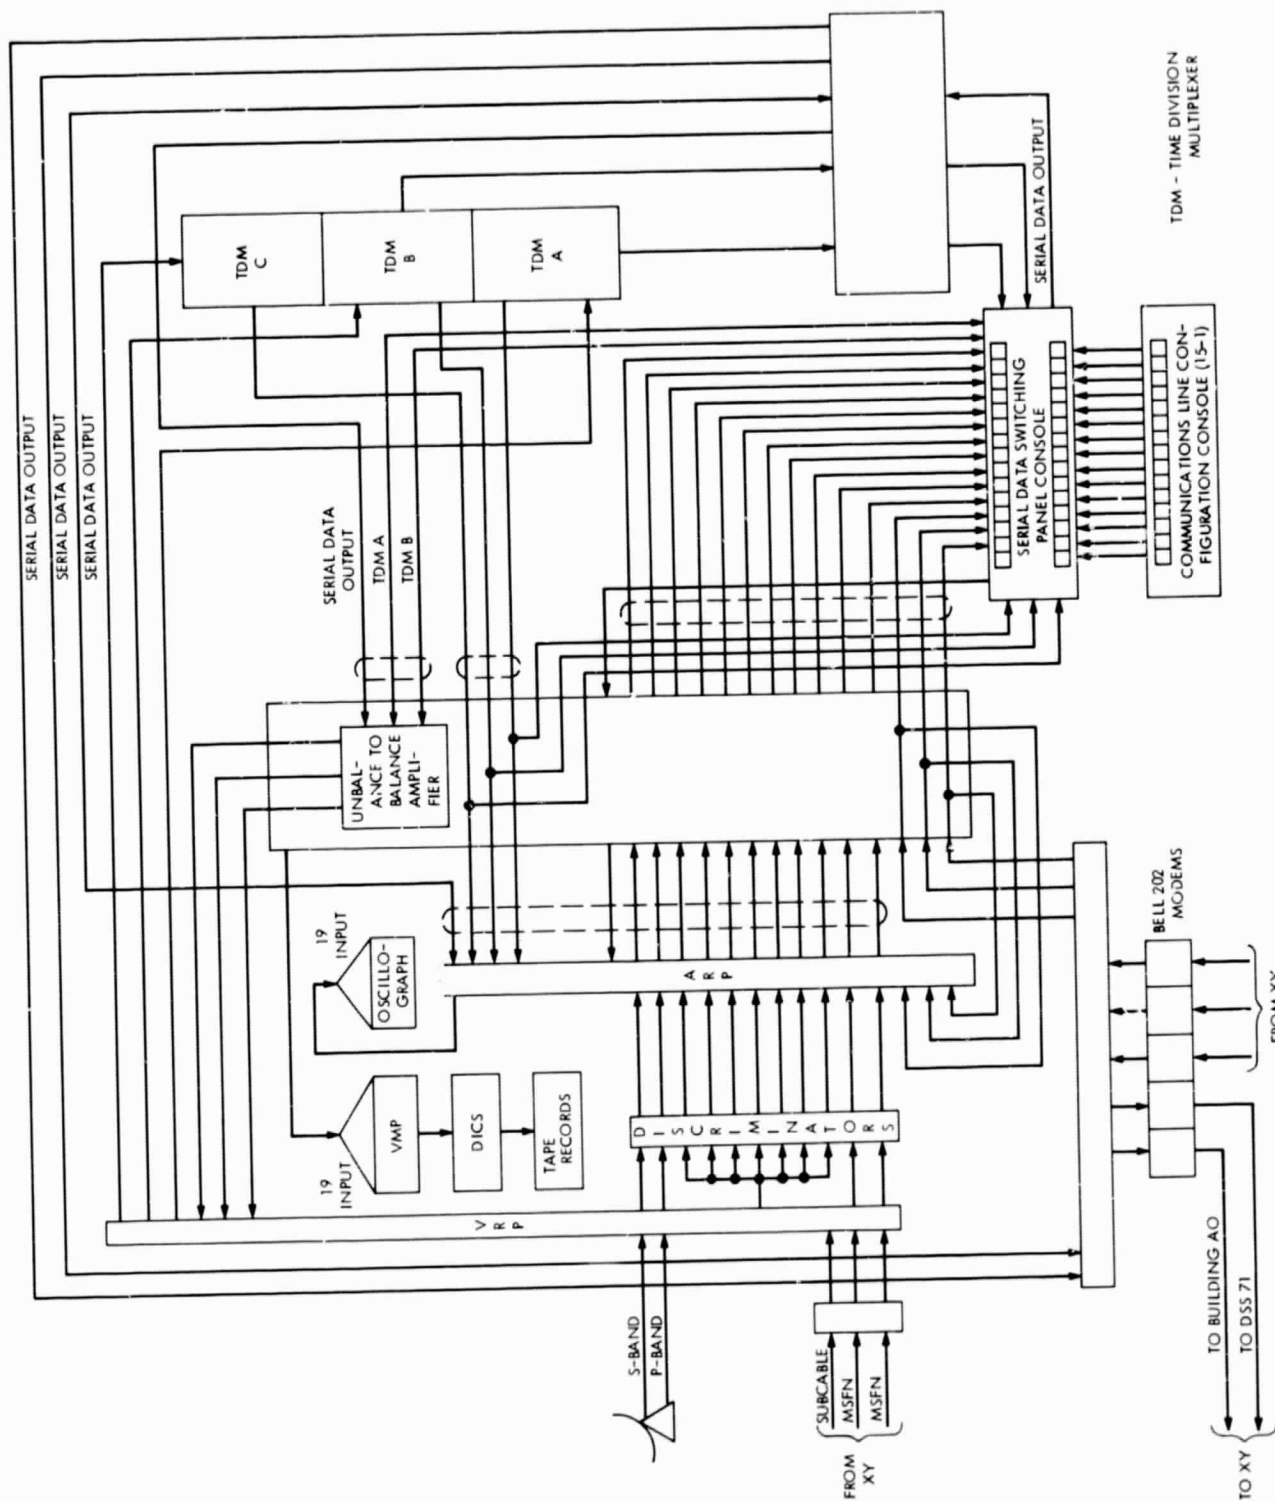 SERIAL DATA OUTPUT
SERIAL DATA OUTPUT
SERIAL DATA OUTPUT
TDM
C
TDM
B
TDM
A
SERIAL DATA OUTPUT
TDM - TIME DIVISION
MULTIPLEXER
SERIAL DATA
OUTPUT
TDM A
TDM B
UNBAL-
ANCE TO
BALANCE
AMPLI-
FIER
SERIAL DATA SWITCHING
PANEL CONSOLE
COMMUNICATIONS LINE CON-
FIGURATION CONSOLE (15-1)
19
INPUT
OSCILLO-
GRAPH
19
INPUT
VMP
DICS
TAPE
RECORDS
ARP
DISCRIMINATORS
VRP
BELL 202
MODEMS
FROM XY
S-BAND
P-BAND
SUBCABLE
MSFN
MSFN
FROM
XY
TO BUILDING AO
TO DSS 71
TO XY